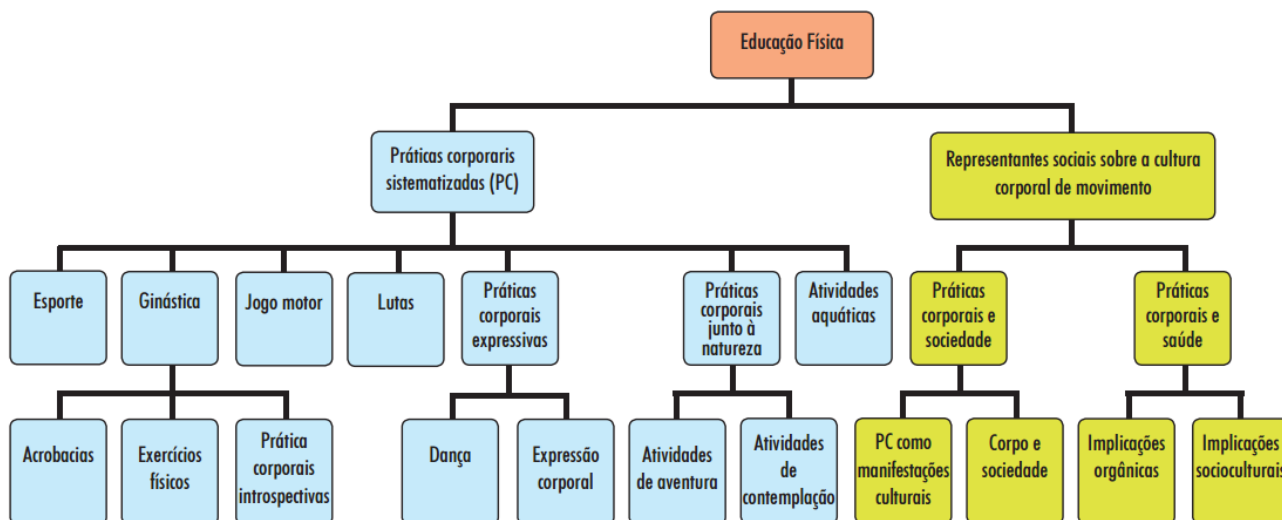 Educação Física
Práticas corporaris
sistematizadas (PC)
Representantes sociais sobre a cultura
corporal de movimento
Esporte
Ginástica
Jogo motor
Lutas
Práticas
corporais
expressivas
Práticas
corporais
junto à
natureza
Atividades
aquáticas
Práticas
corporais e
sociedade
Práticas
corporais e
saúde
Acrobacias
Exercícios
físicos
Prática
corporais
introspectivas
Dança
Expressão
corporal
Atividades
de aventura
Atividades
de
contemplação
PC como
manifestações
culturais
Corpo e
sociedade
Implicações
orgânicas
Implicações
socioculturais